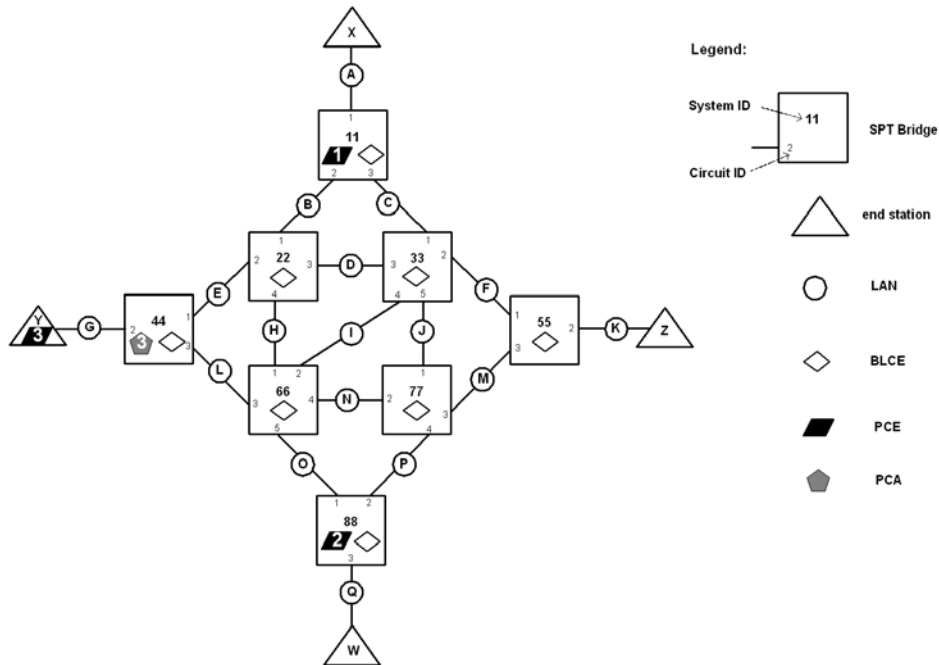 X
Legend:
A
System ID
11
SPT Bridge
2
Circuit ID
1
11
1
2
3
B
C
end station
1
2
22
3
4
D
1
2
33
3
4
5
E
F
LAN
Y
3
G
1
44
2
3
3
H
I
J
1
55
2
3
K
Z
BLCE
L
M
1
2
66
3
4
5
N
1
77
2
3
4
PCE
O
P
PCA
1
2
88
2
3
Q
W